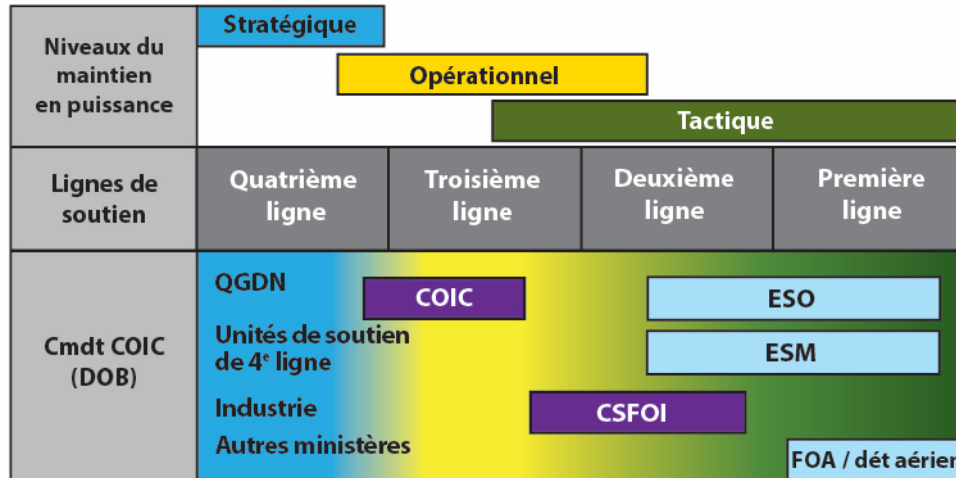 Niveaux du
maintien
en puissance
Stratégique
Opérationnel
Tactique
Lignes de
soutien
Quatrième
ligne
Troisième
ligne
Deuxième
ligne
Première
ligne
Cmdt COIC
(DOB)
QGDN
Unités de soutien
de 4e ligne
Industrie
Autres ministères
COIC
CSFOI
ESO
ESM
FOA / dét aérien